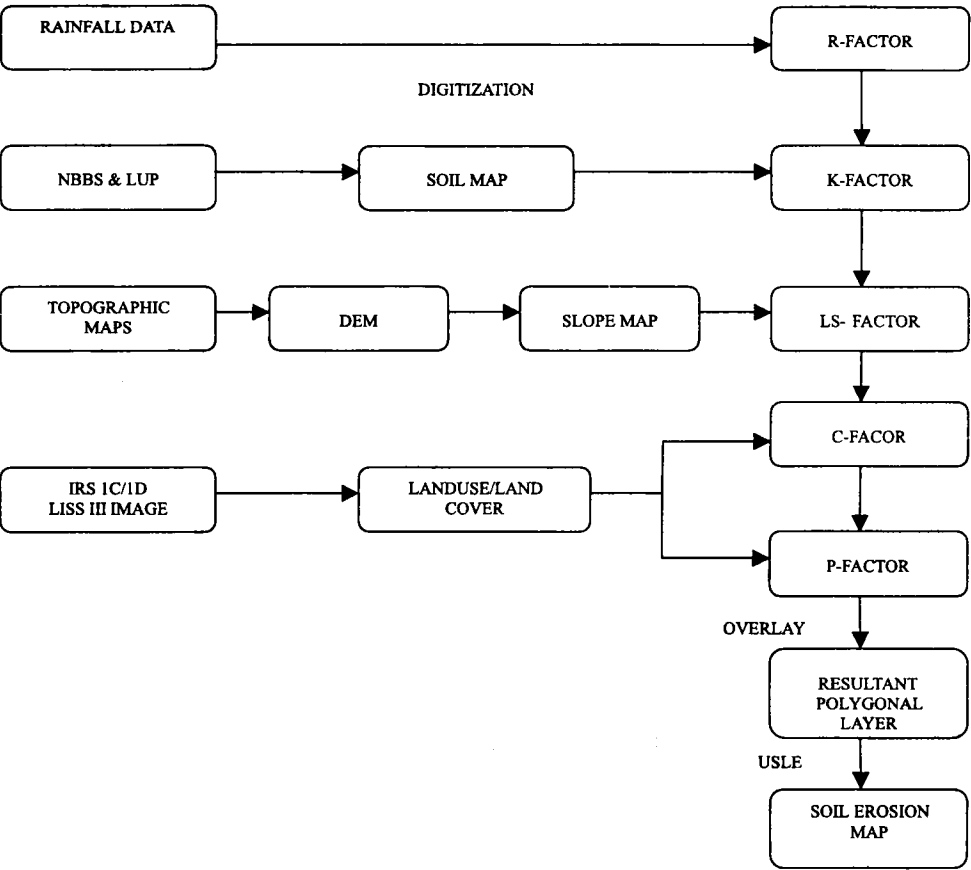 RAINFALL DATA
R-FACTOR
DIGITIZATION
NBBS & LUP
SOIL MAP
K-FACTOR
TOPOGRAPHIC
MAPS
DEM
SLOPE MAP
LS- FACTOR
C-FACOR
IRS 1C/1D
LISS III IMAGE
LANDUSE/LAND
COVER
P-FACTOR
OVERLAY
RESULTANT
POLYGONAL
LAYER
USLE
SOIL EROSION
MAP